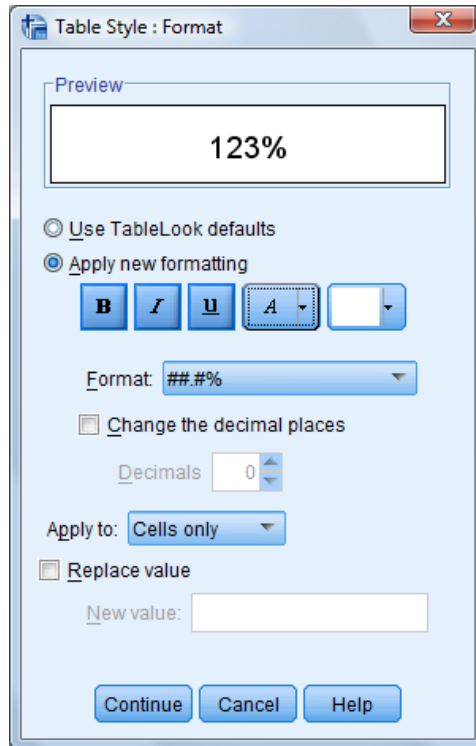 Table Style : Format
Preview
123%
Use TableLook defaults
Apply new formatting
B I u A
Format: ##.#%
Change the decimal places
Decimals 0
Apply to: Cells only
Replace value
New value:
Continue Cancel Help